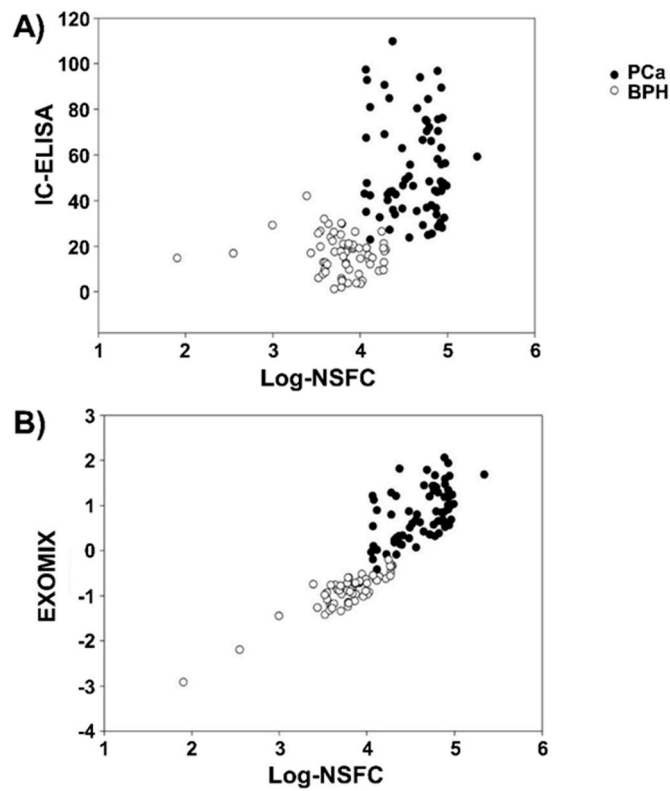 A)
120
100
80
60
40
20
0
IC-ELISA
1 2 3 4 5 6
Log-NSFC
● PCa
○ BPH
B)
3
2
1
0
-1
-2
-3
-4
EXOMIX
1 2 3 4 5 6
Log-NSFC